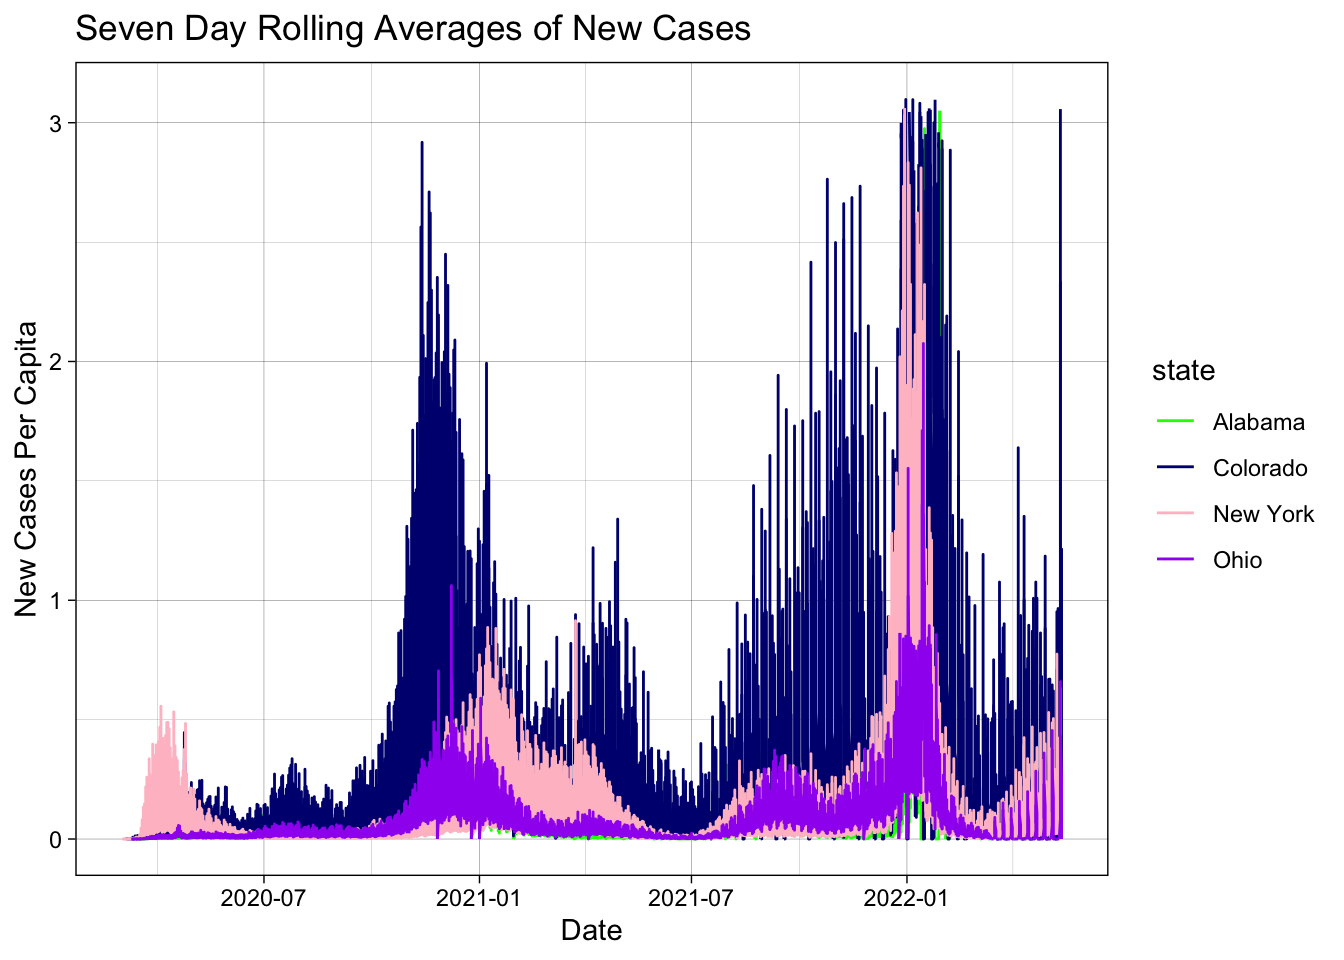 Seven Day Rolling Averages of New Cases
3
2
1
0
New Cases Per Capita
2020-07
2021-01
2021-07
2022-01
Date
state
Alabama
Colorado
New York
Ohio